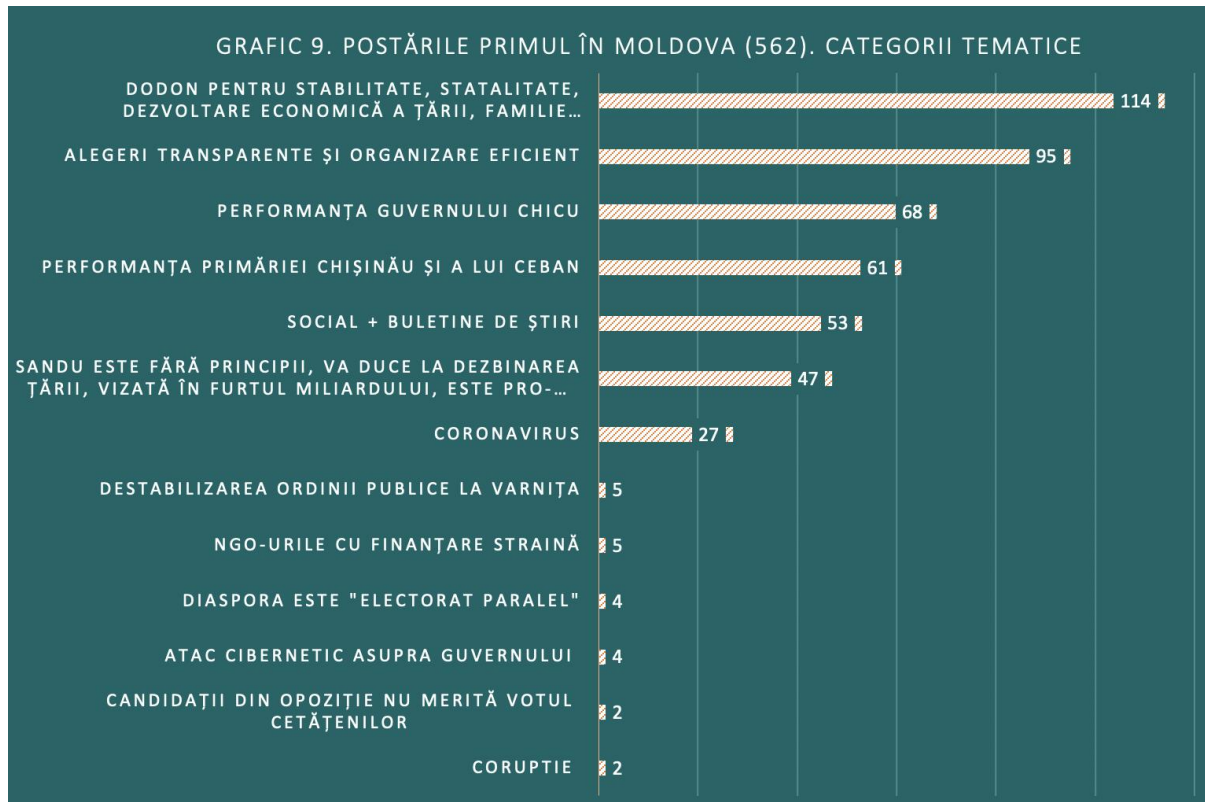 GRAFIC 9. POSTĂRILE PRIMUL ÎN MOLDOVA (562). CATEGORII TEMATICE
DODON PENTRU STABILITATE, STATALITATE,
DEZVOLTARE ECONOMICĂ A ȚĂRII, FAMILIE…
114
ALEGERI TRANSPARENTE ȘI ORGANIZARE EFICIENT
95
PERFORMANȚA GUVERNULUI CHICU
68
PERFORMANȚA PRIMĂRIEI CHIȘINĂU ȘI A LUI CEBAN
61
SOCIAL + BULETINE DE ȘTIRI
53
SANDU ESTE FĂRĂ PRINCIPII, VA DUCE LA DEZBINAREA
ȚĂRII, VIZATĂ ÎN FURTUL MILIARDULUI, ESTE PRO-…
47
CORONAVIRUS
27
DESTABILIZAREA ORDINII PUBLICE LA VARNIȚA
5
NGO-URILE CU FINANȚARE STRAINĂ
5
DIASPORA ESTE "ELECTORAT PARALEL"
4
ATAC CIBERNETIC ASUPRA GUVERNULUI
4
CANDIDAȚII DIN OPOZIȚIE NU MERITĂ VOTUL
CETĂȚENILOR
2
CORUPTIE
2